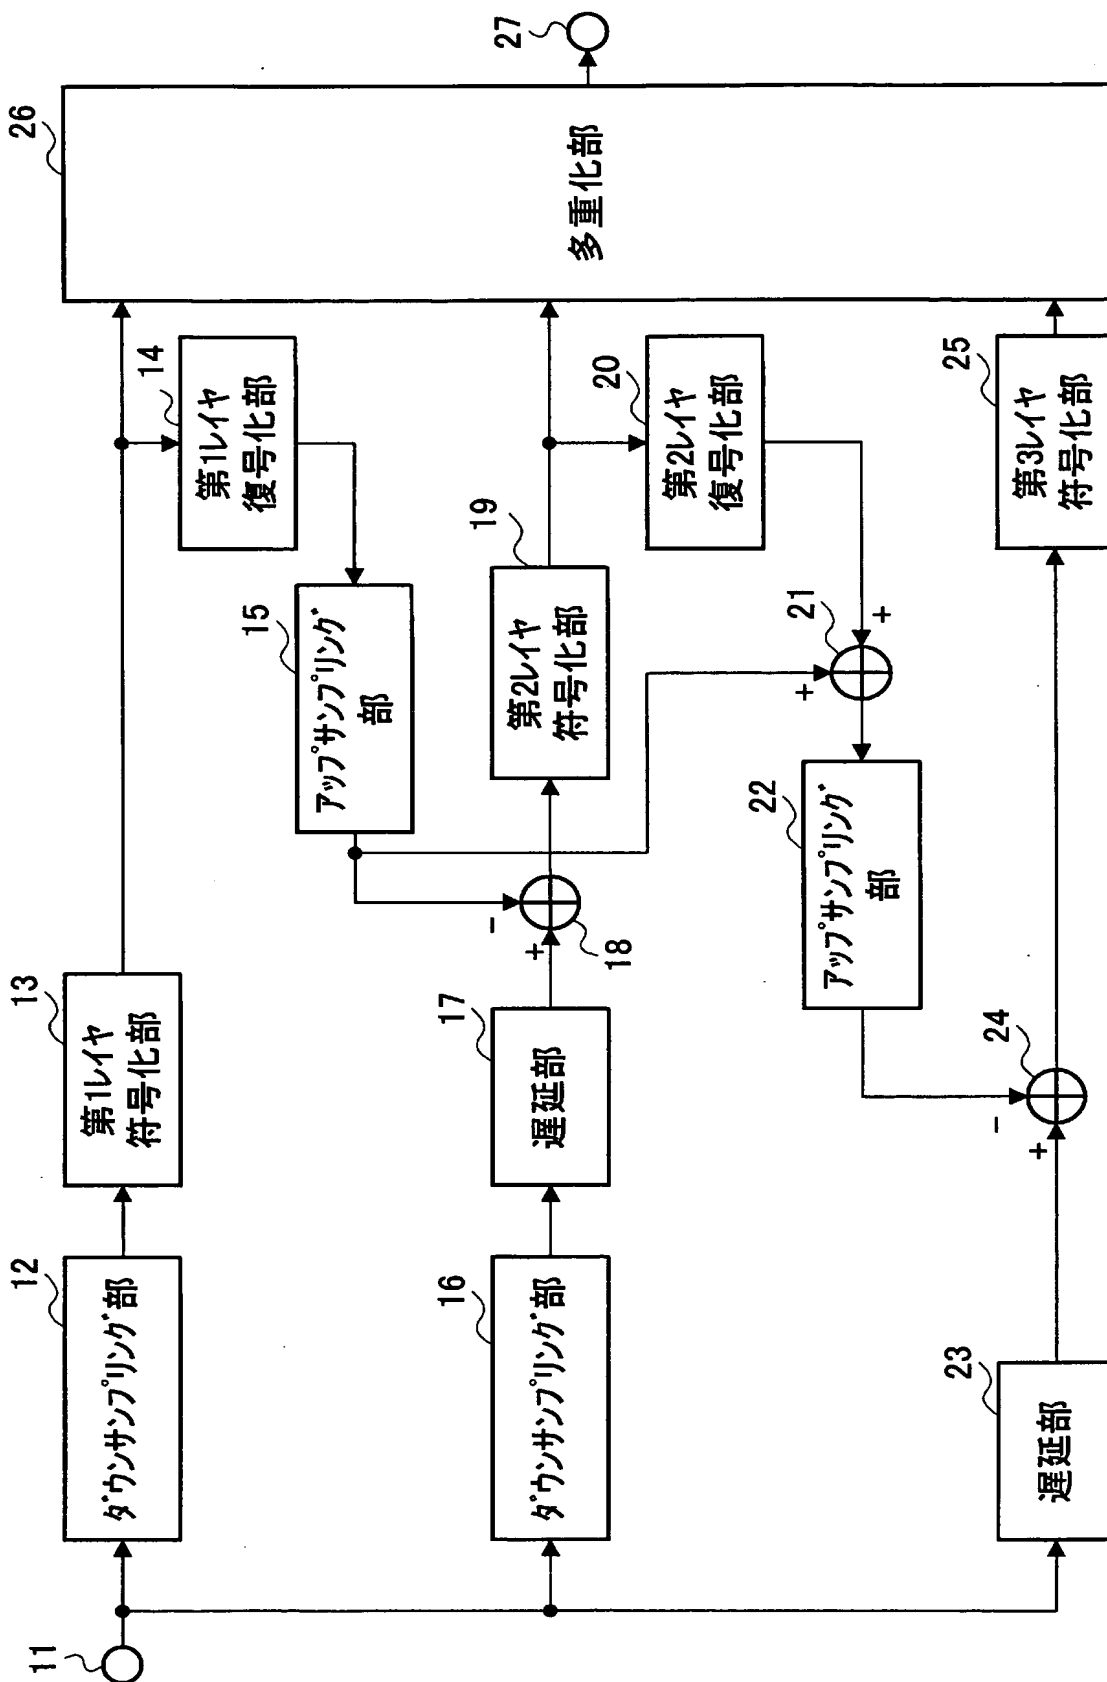 11
12
ダウンサンプリング部
13
第1レイヤ
符号化部
14
第1レイヤ
復号化部
15
アップサンプリング
部
16
ダウンサンプリング部
17
遅延部
+
-
18
19
第2レイヤ
符号化部
20
第2レイヤ
復号化部
21
+
+
22
アップサンプリング
部
23
遅延部
+
-
24
25
第3レイヤ
符号化部
26
多重化部
27